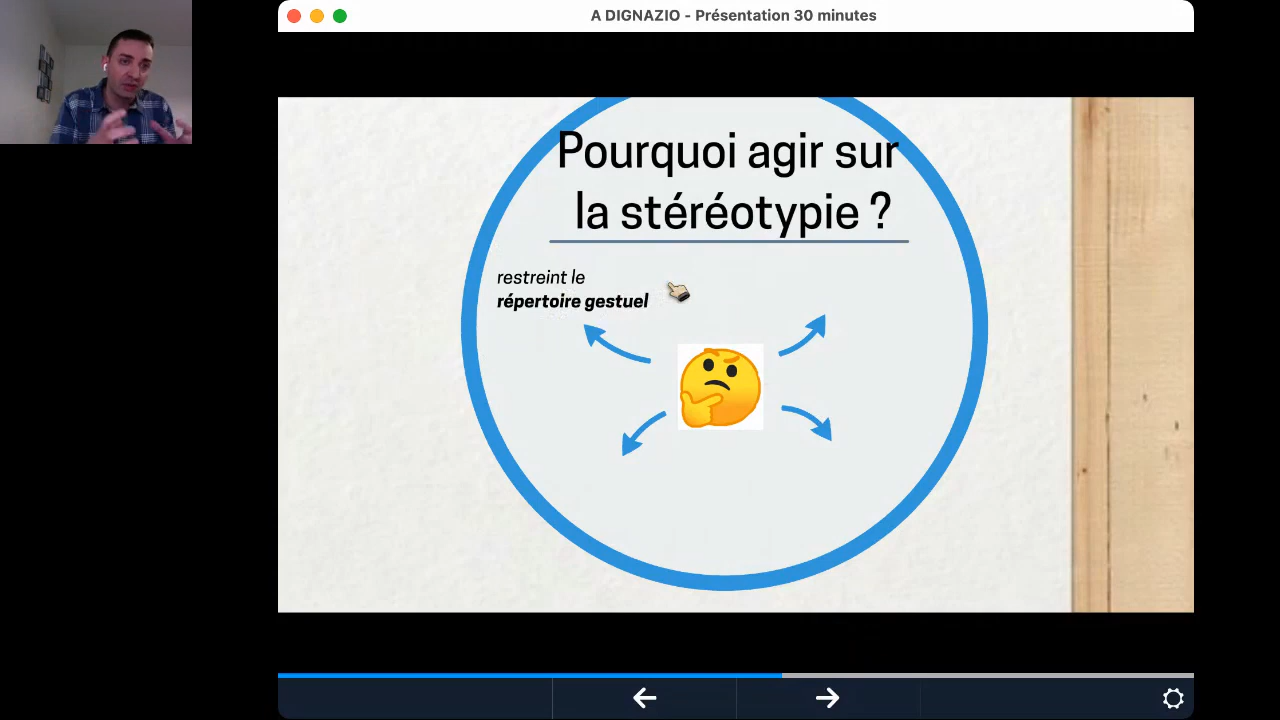 A DIGNAZIO - Présentation 30 minutes
Pourquoi agir sur
la stéréotypie ?
restreint le
répertoire gestuel